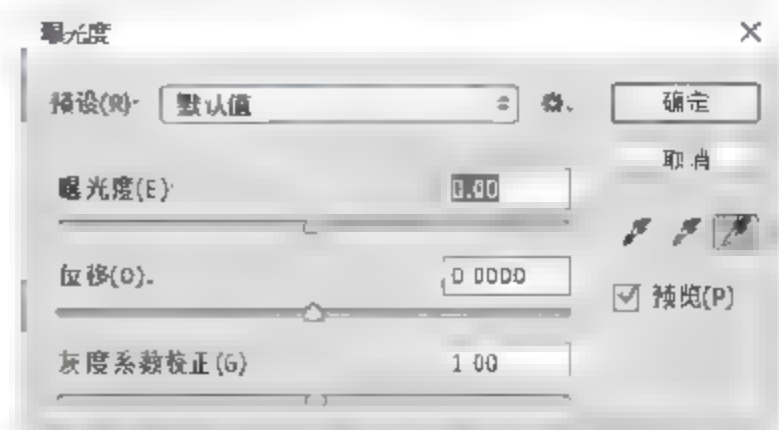 曝光度
预设(R): 默认值
确定
取消
曝光度(E): 0.00
位移(O): 0.0000
预览(P)
灰度系数校正(G) 1.00